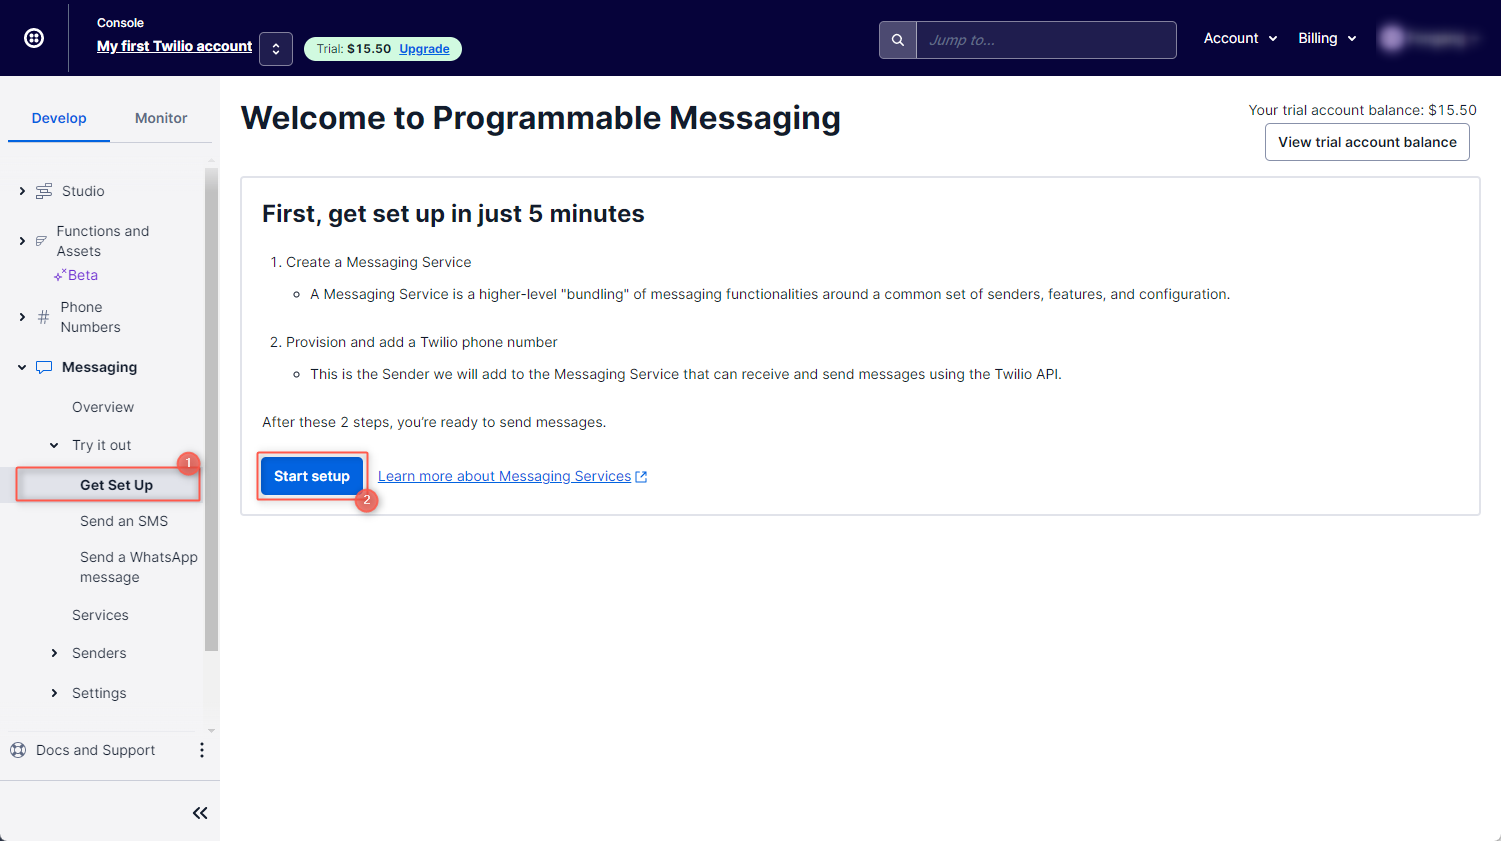 Console
My first Twilio account
Trial: $15.50 Upgrade
Jump to...
Account
Billing
Develop
Monitor
Studio
Functions and
Assets
Beta
Phone
Numbers
Messaging
Overview
Try it out
1
Get Set Up
Send an SMS
Send a WhatsApp
message
Services
Senders
Settings
Docs and Support
Welcome to Programmable Messaging
Your trial account balance: $15.50
View trial account balance
First, get set up in just 5 minutes
1. Create a Messaging Service
A Messaging Service is a higher-level "bundling" of messaging functionalities around a common set of senders, features, and configuration.
2. Provision and add a Twilio phone number
This is the Sender we will add to the Messaging Service that can receive and send messages using the Twilio API.
After these 2 steps, you're ready to send messages.
Start setup
Learn more about Messaging Services
2